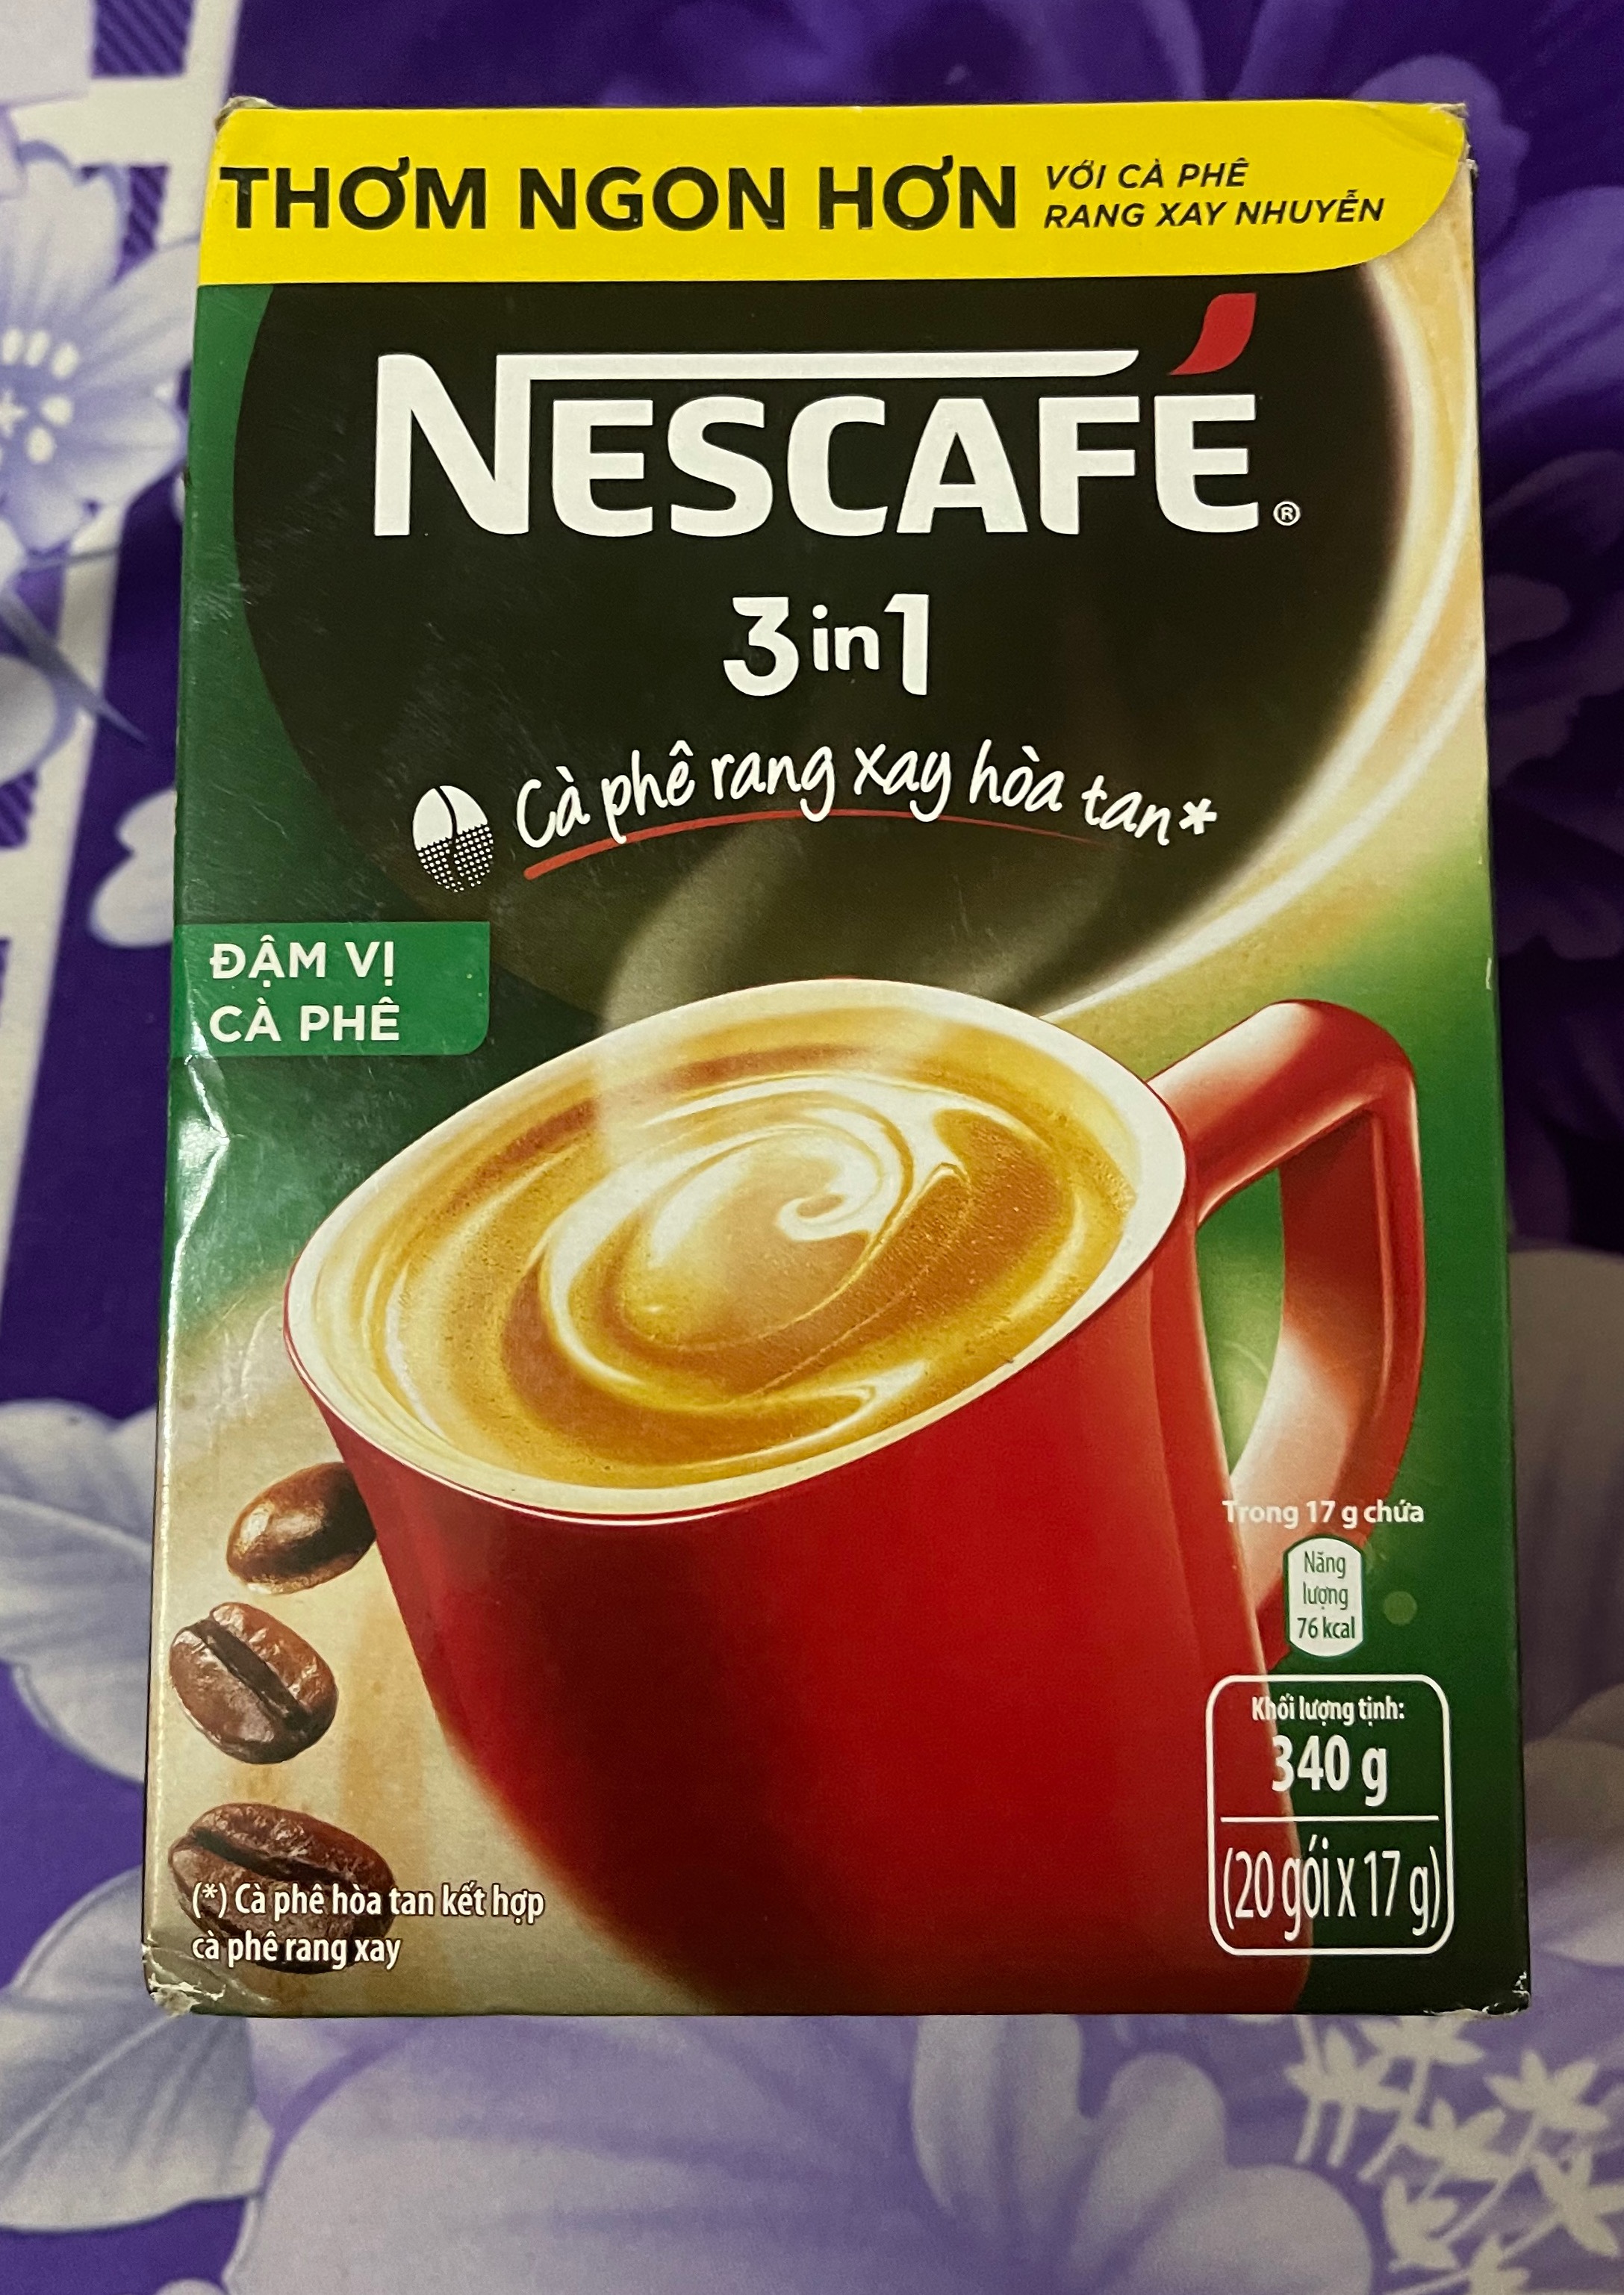 THƠM NGON HƠN
VỚI CÀ PHÊ
RANG XAY NHUYỄN
NESCAFÉ®
3in1
Cà phê rang xay hòa tan*
ĐẬM VỊ
CÀ PHÊ
Trong 17 g chứa
Năng
lượng
76 kcal
Khối lượng tịnh:
340 g
(20 gói x 17 g)
(*) Cà phê hòa tan kết hợp
cà phê rang xay